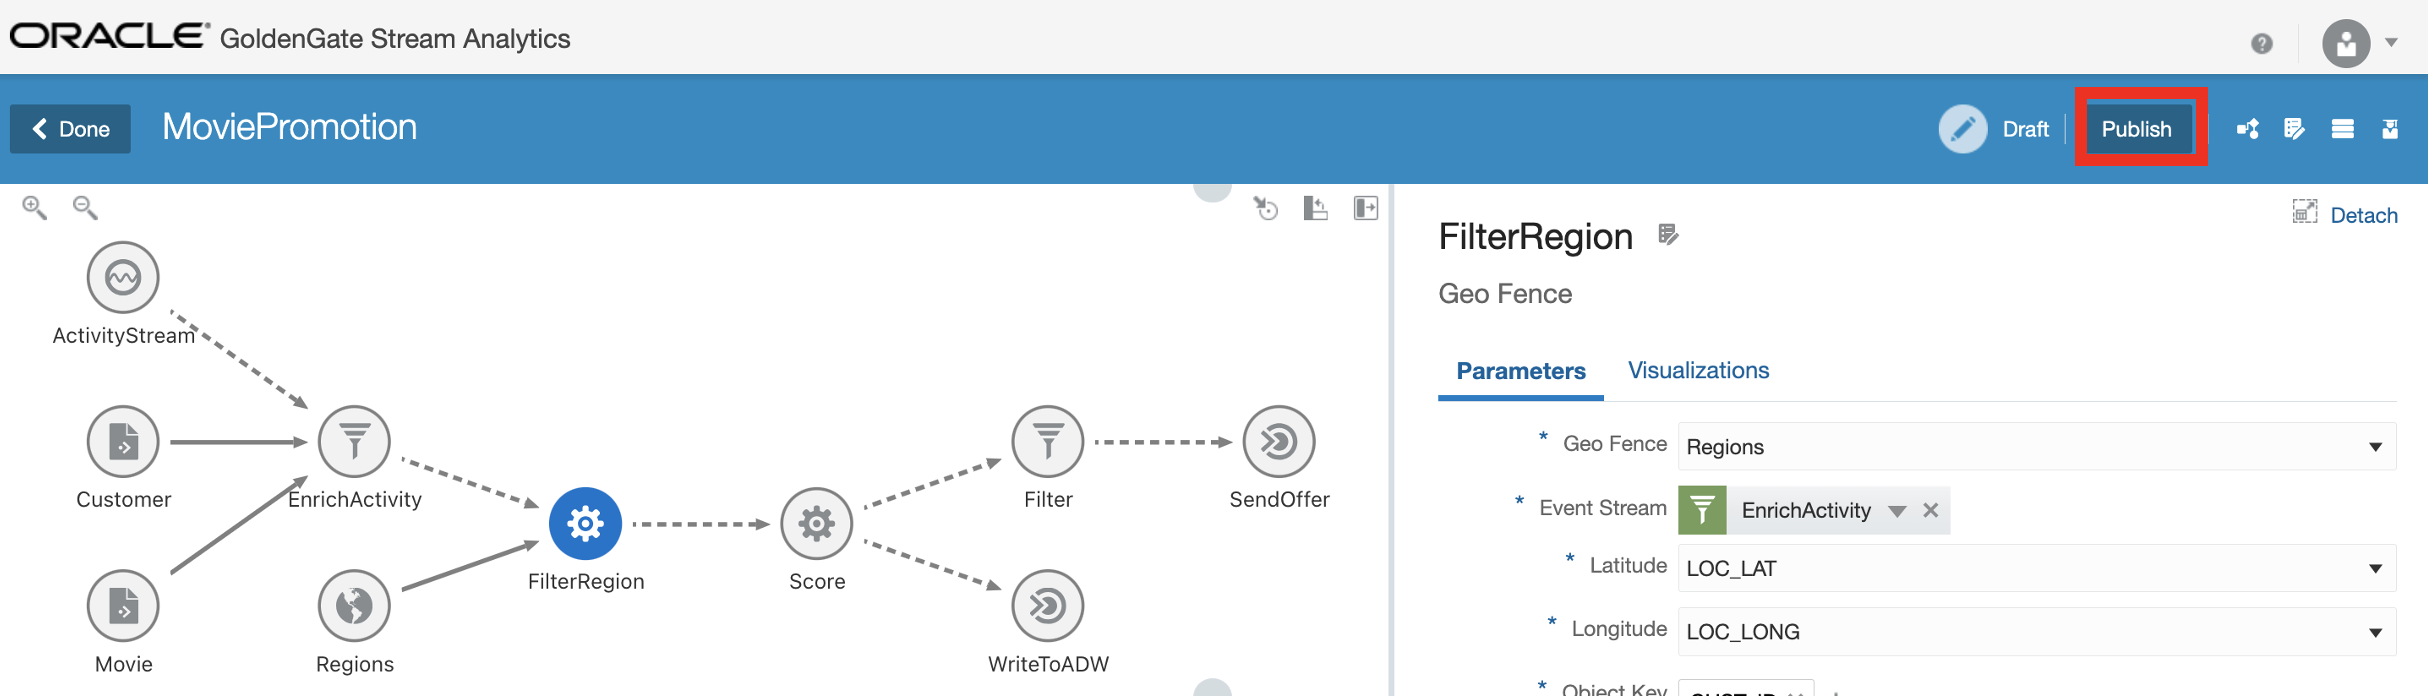 ORACLE® GoldenGate Stream Analytics
Done
MoviePromotion
Draft
Publish
Detach
FilterRegion
Geo Fence
Parameters
Visualizations
* Geo Fence
Regions
* Event Stream
EnrichActivity
* Latitude
LOC_LAT
* Longitude
LOC_LONG
* Object Key
CUST_ID
ActivityStream
Customer
EnrichActivity
Movie
Regions
FilterRegion
Score
Filter
SendOffer
WriteToADW